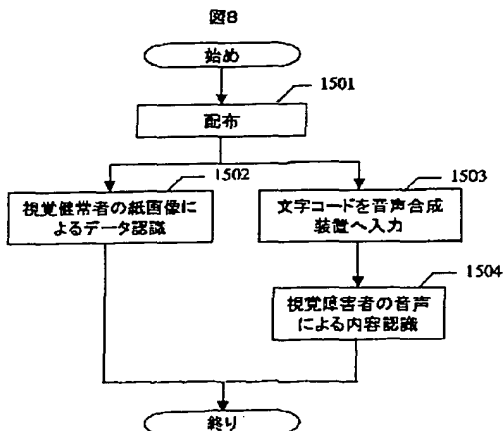 図8
始め
1501
配布
1502
視覚健常者の紙画像に
よるデータ認識
1503
文字コードを音声合成
装置へ入力
1504
視覚障害者の音声
による内容認識
終り